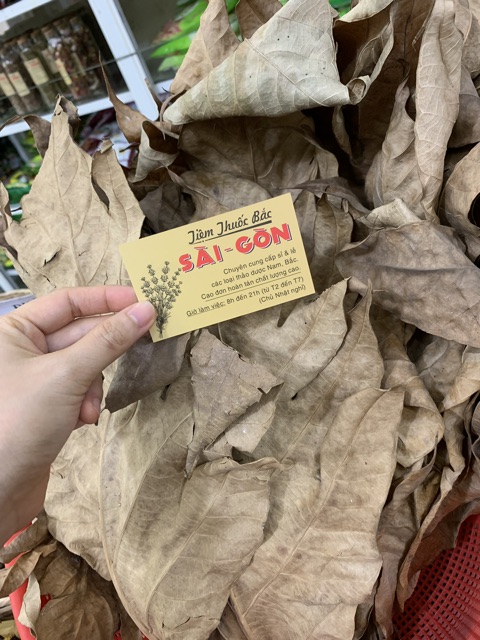 Tiệm Thuốc Bắc
SÀI-GÒN
Chuyên cung cấp sỉ & lẻ
các loại thảo dược Nam, Bắc.
Cao đơn hoàn tán chất lượng cao.
Giờ làm việc: 8h đến 21h (từ T2 đến T7)
(Chủ Nhật nghỉ)